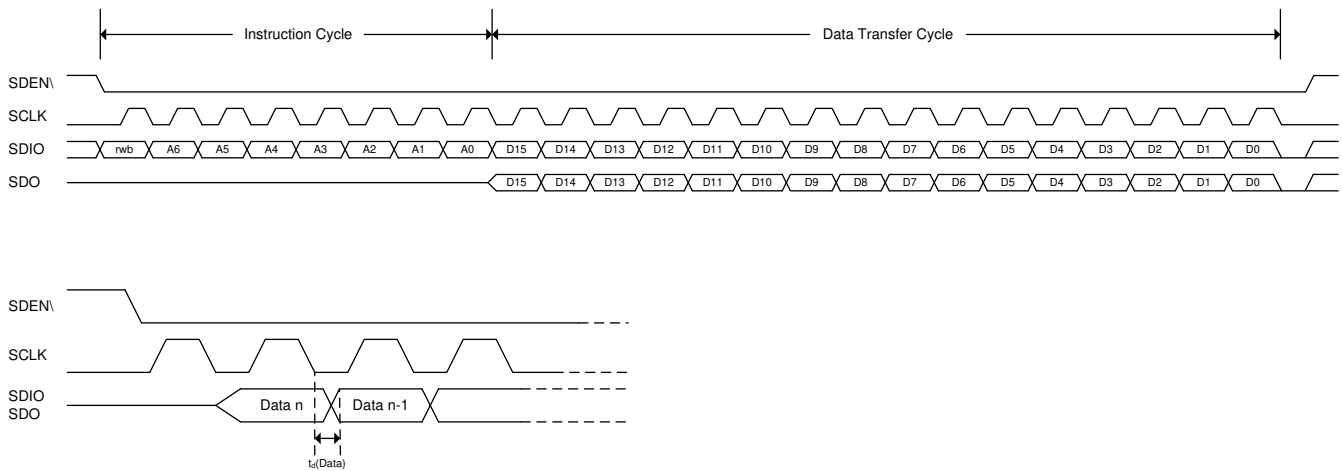 Instruction Cycle Data Transfer Cycle
SDEN\
SCLK
SDIO rwb A6 A5 A4 A3 A2 A1 A0 D15 D14 D13 D12 D11 D10 D9 D8 D7 D6 D5 D4 D3 D2 D1 D0
SDO D15 D14 D13 D12 D11 D10 D9 D8 D7 D6 D5 D4 D3 D2 D1 D0
SDEN\
SCLK
SDIO
SDO
Data n Data n-1
td(Data)